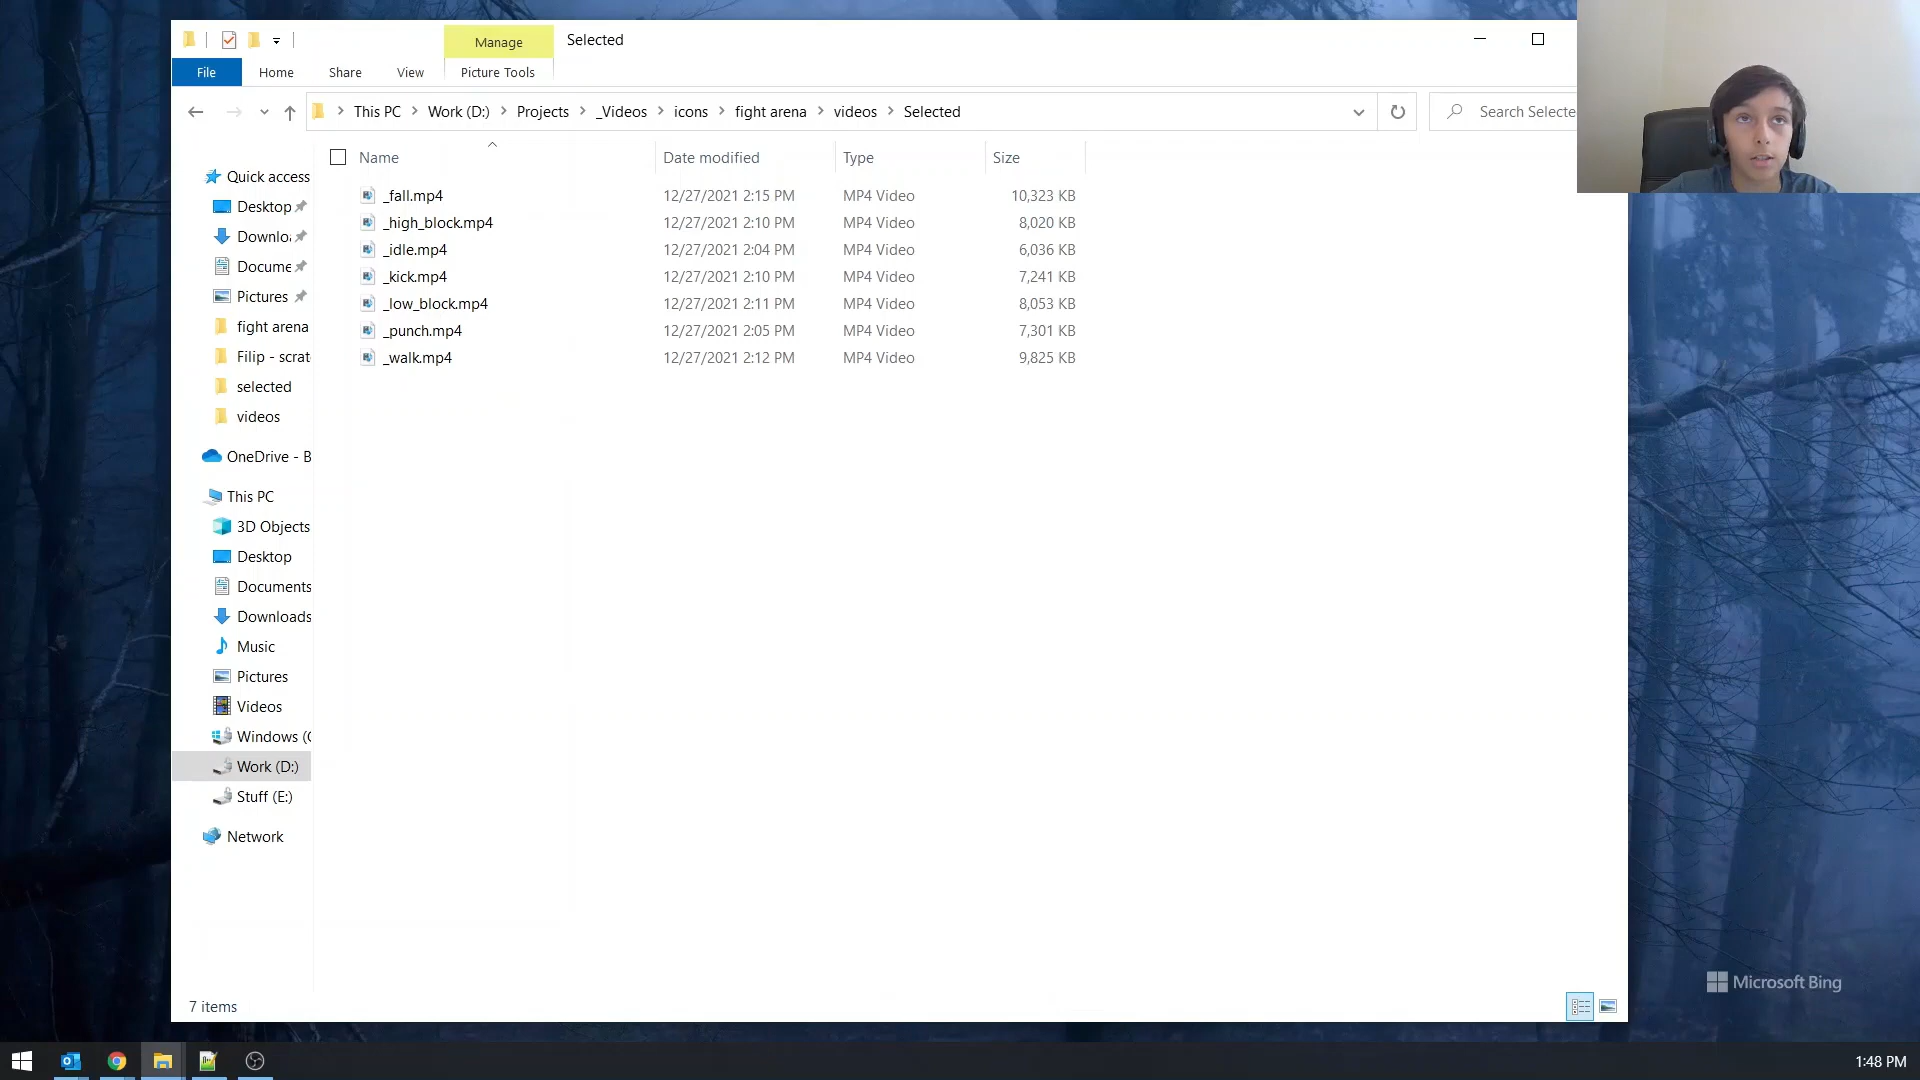 Manage
Selected
File
Home
Share
View
Picture Tools
This PC
Work (D:)
Projects
_Videos
icons
fight arena
videos
Selected
Search Selecte
Name
Date modified
Type
Size
_fall.mp4 12/27/2021 2:15 PM MP4 Video 10,323 KB
_high_block.mp4 12/27/2021 2:10 PM MP4 Video 8,020 KB
_idle.mp4 12/27/2021 2:04 PM MP4 Video 6,036 KB
_kick.mp4 12/27/2021 2:10 PM MP4 Video 7,241 KB
_low_block.mp4 12/27/2021 2:11 PM MP4 Video 8,053 KB
_punch.mp4 12/27/2021 2:05 PM MP4 Video 7,301 KB
_walk.mp4 12/27/2021 2:12 PM MP4 Video 9,825 KB
Quick access
Desktop
Downlo
Docume
Pictures
fight arena
Filip - scrat
selected
videos
OneDrive - B
This PC
3D Objects
Desktop
Documents
Downloads
Music
Pictures
Videos
Windows (C
Work (D:)
Stuff (E:)
Network
7 items
Microsoft Bing
1:48 PM